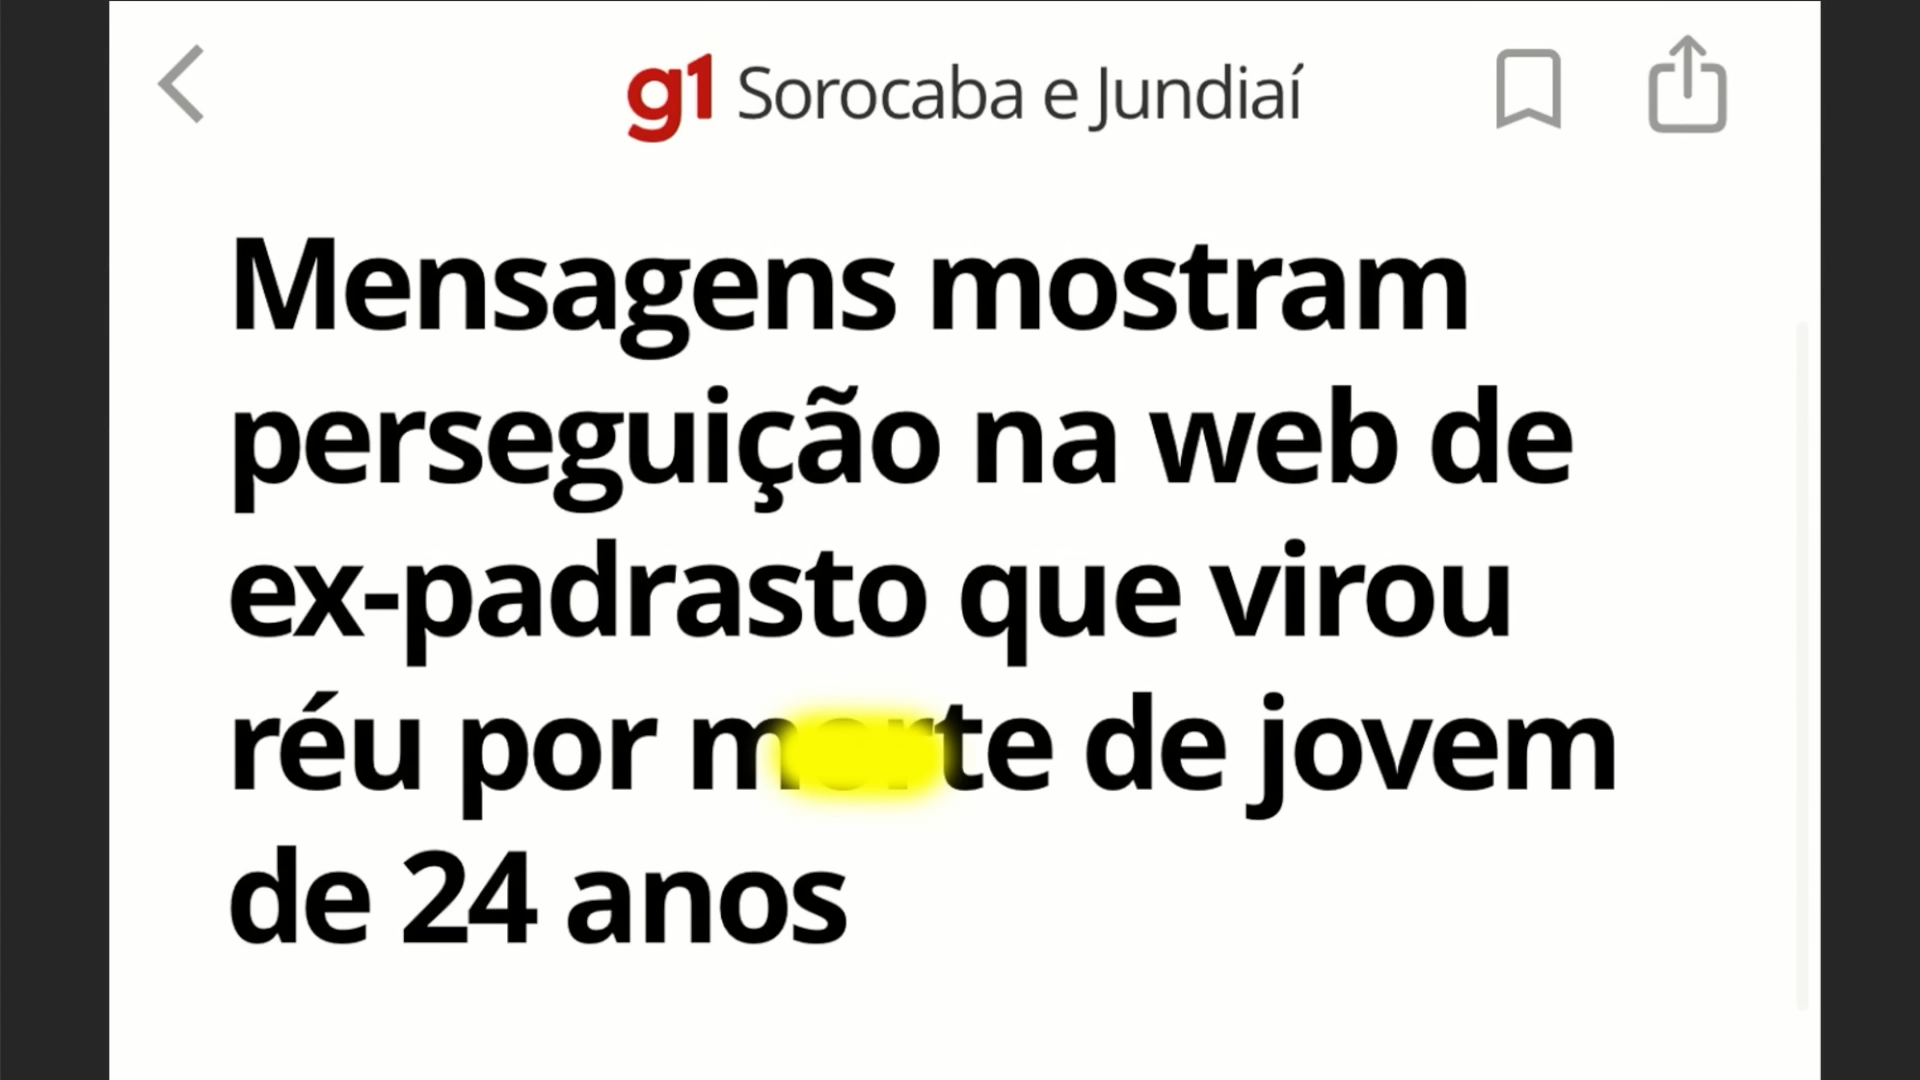 g1 Sorocaba e Jundiaí
Mensagens mostram
perseguição na web de
ex-padrasto que virou
réu por morte de jovem
de 24 anos